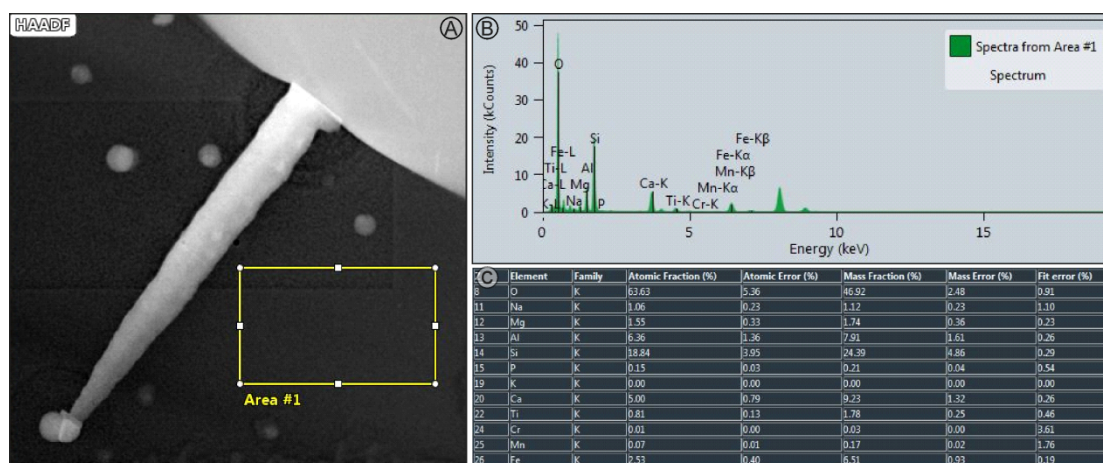 HAADF
A
Area #1
B
Intensity (kCounts)
50
40
30
20
10
0
Spectra from Area #1
Spectrum
O
Fe-L
Ti-L
Ca-L
K-L
Na
Mg
Al
Si
P
Ca-K
Ti-K
Cr-K
Mn-Kα
Mn-Kβ
Fe-Kα
Fe-Kβ
0 5 10 15
Energy (keV)
C
Element Family Atomic Fraction (%) Atomic Error (%) Mass Fraction (%) Mass Error (%) Fit error (%)
8 O K 63.63 5.36 46.92 2.48 0.91
11 Na K 1.06 0.23 1.12 0.23 1.10
12 Mg K 1.55 0.33 1.74 0.36 0.23
13 Al K 6.36 1.36 7.91 1.61 0.26
14 Si K 18.84 3.95 24.39 4.86 0.29
15 P K 0.15 0.03 0.21 0.04 0.54
19 K K 0.00 0.00 0.00 0.00 0.00
20 Ca K 5.00 0.79 9.23 1.32 0.26
22 Ti K 0.81 0.13 1.78 0.25 0.46
24 Cr K 0.01 0.00 0.03 0.00 3.61
25 Mn K 0.07 0.01 0.17 0.02 1.76
26 Fe K 2.53 0.40 6.51 0.93 0.19